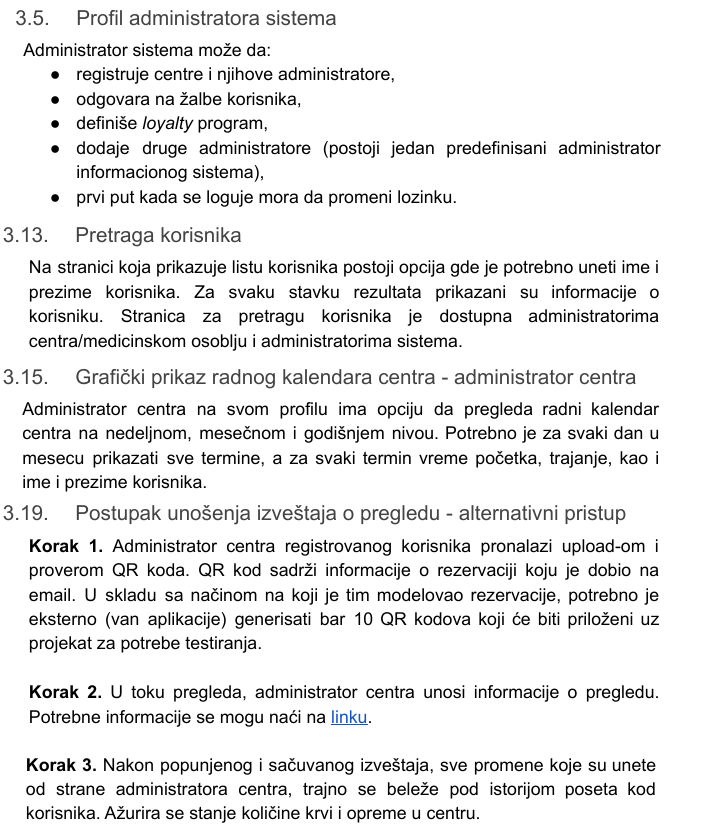 3.5. Profil administratora sistema
Administrator sistema može da:
● registruje centre i njihove administratore,
● odgovara na žalbe korisnika,
● definiše loyalty program,
● dodaje druge administratore (postoji jedan predefinisani administrator
informacionog sistema),
● prvi put kada se loguje mora da promeni lozinku.
3.13. Pretraga korisnika
Na stranici koja prikazuje listu korisnika postoji opcija gde je potrebno uneti ime i
prezime korisnika. Za svaku stavku rezultata prikazani su informacije o
korisniku. Stranica za pretragu korisnika je dostupna administratorima
centra/medicinskom osoblju i administratorima sistema.
3.15. Grafički prikaz radnog kalendara centra - administrator centra
Administrator centra na svom profilu ima opciju da pregleda radni kalendar
centra na nedeljnom, mesečnom i godišnjem nivou. Potrebno je za svaki dan u
mesecu prikazati sve termine, a za svaki termin vreme početka, trajanje, kao i
ime i prezime korisnika.
3.19. Postupak unošenja izveštaja o pregledu - alternativni pristup
Korak 1. Administrator centra registrovanog korisnika pronalazi upload-om i
proverom QR koda. QR kod sadrži informacije o rezervaciji koju je dobio na
email. U skladu sa načinom na koji je tim modelovao rezervacije, potrebno je
eksterno (van aplikacije) generisati bar 10 QR kodova koji će biti priloženi uz
projekat za potrebe testiranja.
Korak 2. U toku pregleda, administrator centra unosi informacije o pregledu.
Potrebne informacije se mogu naći na linku.
Korak 3. Nakon popunjenog i sačuvanog izveštaja, sve promene koje su unete
od strane administratora centra, trajno se beleže pod istorijom poseta kod
korisnika. Ažurira se stanje količine krvi i opreme u centru.